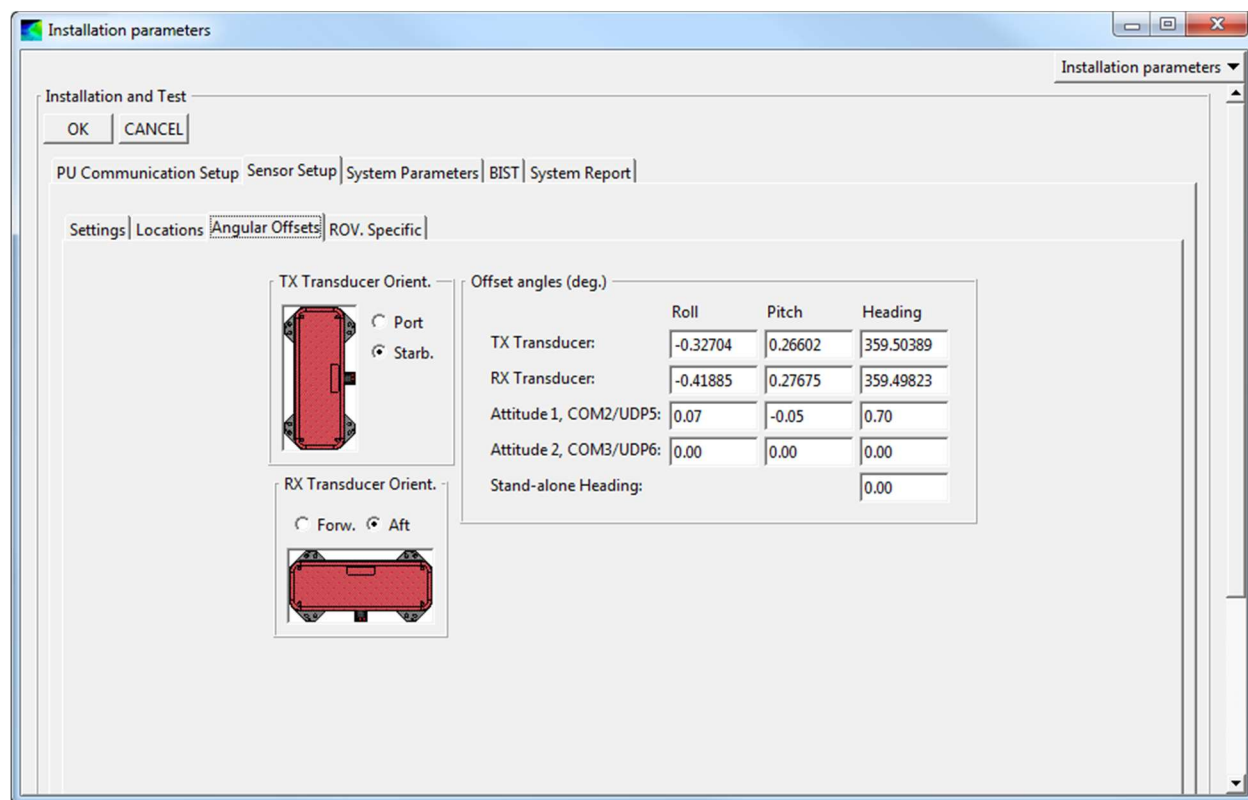 Installation parameters
Installation parameters
Installation and Test
OK CANCEL
PU Communication Setup Sensor Setup System Parameters BIST System Report
Settings Locations Angular Offsets ROV. Specific
TX Transducer Orient.
Port
Starb.
RX Transducer Orient.
Forw. Aft
Offset angles (deg.)
Roll Pitch Heading
TX Transducer: -0.32704 0.26602 359.50389
RX Transducer: -0.41885 0.27675 359.49823
Attitude 1, COM2/UDP5: 0.07 -0.05 0.70
Attitude 2, COM3/UDP6: 0.00 0.00 0.00
Stand-alone Heading: 0.00